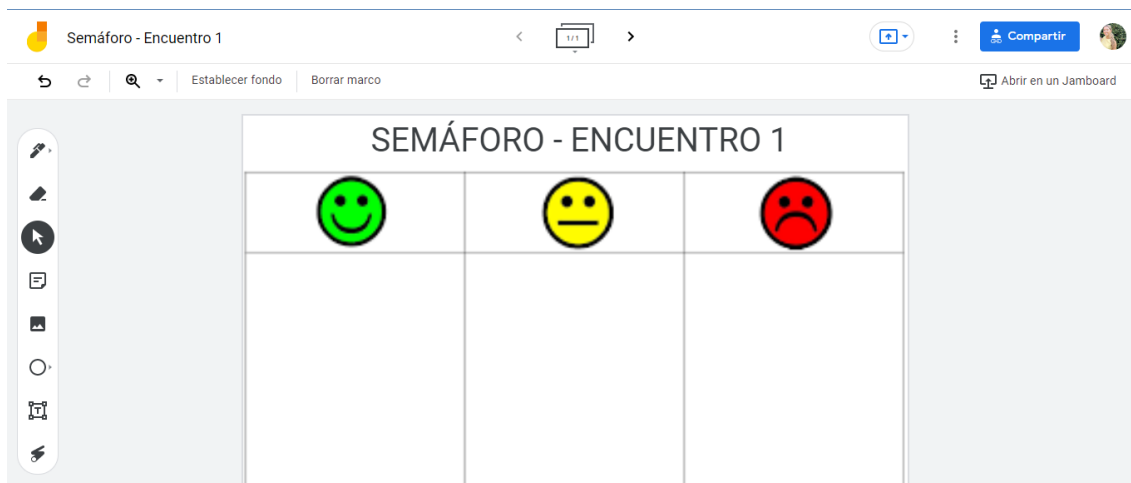 Semáforo - Encuentro 1
1/1
Compartir
Establecer fondo
Borrar marco
Abrir en un Jamboard
SEMÁFORO - ENCUENTRO 1
T